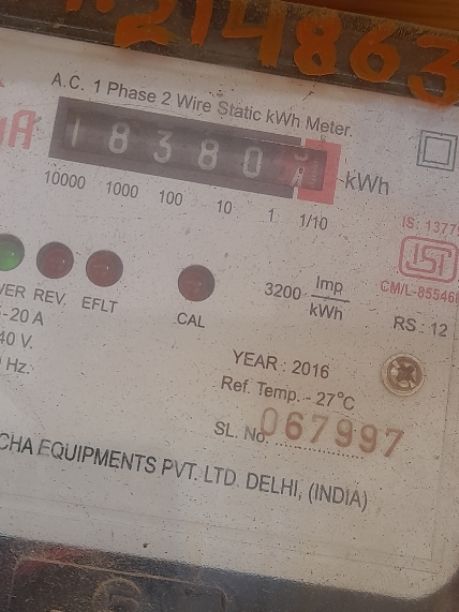 214863
A.C. 1 Phase 2 Wire Static kWh Meter.
18380
kWh
10000 1000 100 10 1 1/10
IS: 1377
ISI
CM/L-85546
REV. EFLT
CAL
3200 Imp
kWh
RS : 12
-20 A
40 V.
Hz.
YEAR : 2016
Ref. Temp. - 27°C
SL. No. 067997
CHA EQUIPMENTS PVT. LTD. DELHI, (INDIA)